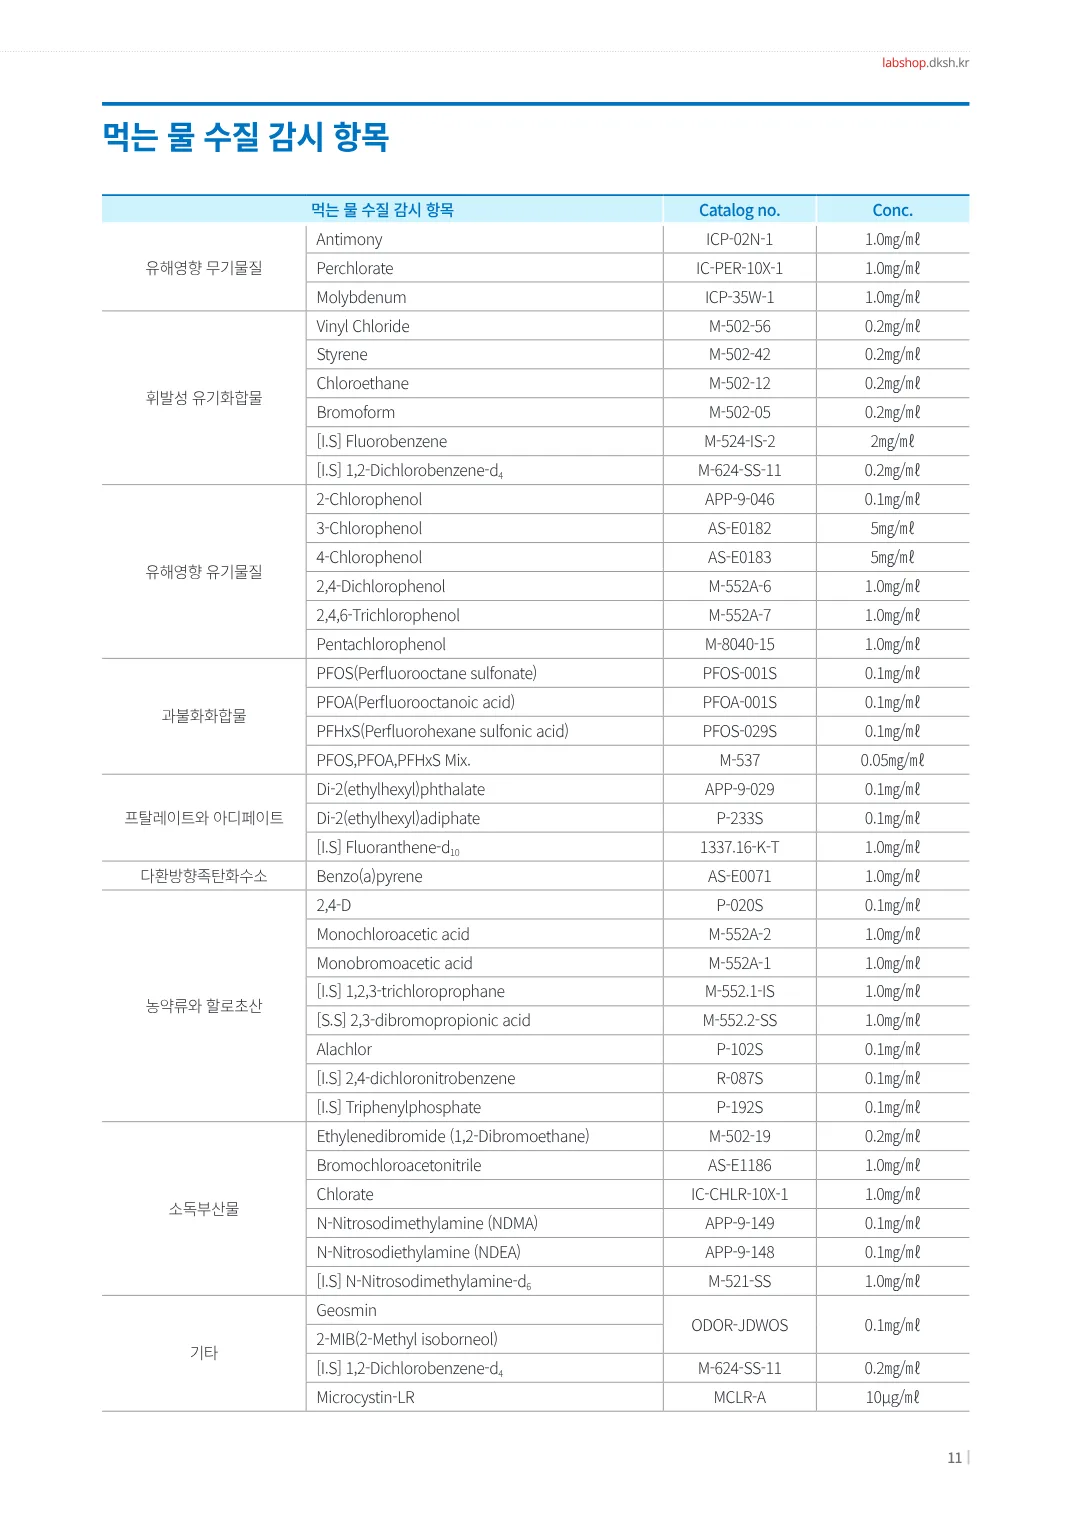 labshop.dksh.kr
먹는 물 수질 감시 항목
먹는 물 수질 감시 항목 Catalog no. Conc.
유해영향 무기물질
Antimony ICP-02N-1 1.0㎎/㎖
Perchlorate IC-PER-10X-1 1.0㎎/㎖
Molybdenum ICP-35W-1 1.0㎎/㎖
휘발성 유기화합물
Vinyl Chloride M-502-56 0.2㎎/㎖
Styrene M-502-42 0.2㎎/㎖
Chloroethane M-502-12 0.2㎎/㎖
Bromoform M-502-05 0.2㎎/㎖
[I.S] Fluorobenzene M-524-IS-2 2㎎/㎖
[I.S] 1,2-Dichlorobenzene-d₄ M-624-SS-11 0.2㎎/㎖
유해영향 유기물질
2-Chlorophenol APP-9-046 0.1㎎/㎖
3-Chlorophenol AS-E0182 5㎎/㎖
4-Chlorophenol AS-E0183 5㎎/㎖
2,4-Dichlorophenol M-552A-6 1.0㎎/㎖
2,4,6-Trichlorophenol M-552A-7 1.0㎎/㎖
Pentachlorophenol M-8040-15 1.0㎎/㎖
과불화화합물
PFOS(Perfluorooctane sulfonate) PFOS-001S 0.1㎎/㎖
PFOA(Perfluorooctanoic acid) PFOA-001S 0.1㎎/㎖
PFHxS(Perfluorohexane sulfonic acid) PFOS-029S 0.1㎎/㎖
PFOS,PFOA,PFHxS Mix. M-537 0.05㎎/㎖
프탈레이트와 아디페이트
Di-2(ethylhexyl)phthalate APP-9-029 0.1㎎/㎖
Di-2(ethylhexyl)adiphate P-233S 0.1㎎/㎖
[I.S] Fluoranthene-d₁₀ 1337.16-K-T 1.0㎎/㎖
다환방향족탄화수소 Benzo(a)pyrene AS-E0071 1.0㎎/㎖
농약류와 할로초산
2,4-D P-020S 0.1㎎/㎖
Monochloroacetic acid M-552A-2 1.0㎎/㎖
Monobromoacetic acid M-552A-1 1.0㎎/㎖
[I.S] 1,2,3-trichloroprophane M-552.1-IS 1.0㎎/㎖
[S.S] 2,3-dibromopropionic acid M-552.2-SS 1.0㎎/㎖
Alachlor P-102S 0.1㎎/㎖
[I.S] 2,4-dichloronitrobenzene R-087S 0.1㎎/㎖
[I.S] Triphenylphosphate P-192S 0.1㎎/㎖
소독부산물
Ethylenedibromide (1,2-Dibromoethane) M-502-19 0.2㎎/㎖
Bromochloroacetonitrile AS-E1186 1.0㎎/㎖
Chlorate IC-CHLR-10X-1 1.0㎎/㎖
N-Nitrosodimethylamine (NDMA) APP-9-149 0.1㎎/㎖
N-Nitrosodiethylamine (NDEA) APP-9-148 0.1㎎/㎖
[I.S] N-Nitrosodimethylamine-d₆ M-521-SS 1.0㎎/㎖
기타
Geosmin ODOR-JDWOS 0.1㎎/㎖
2-MIB(2-Methyl isoborneol)
[I.S] 1,2-Dichlorobenzene-d₄ M-624-SS-11 0.2㎎/㎖
Microcystin-LR MCLR-A 10μg/㎖
11